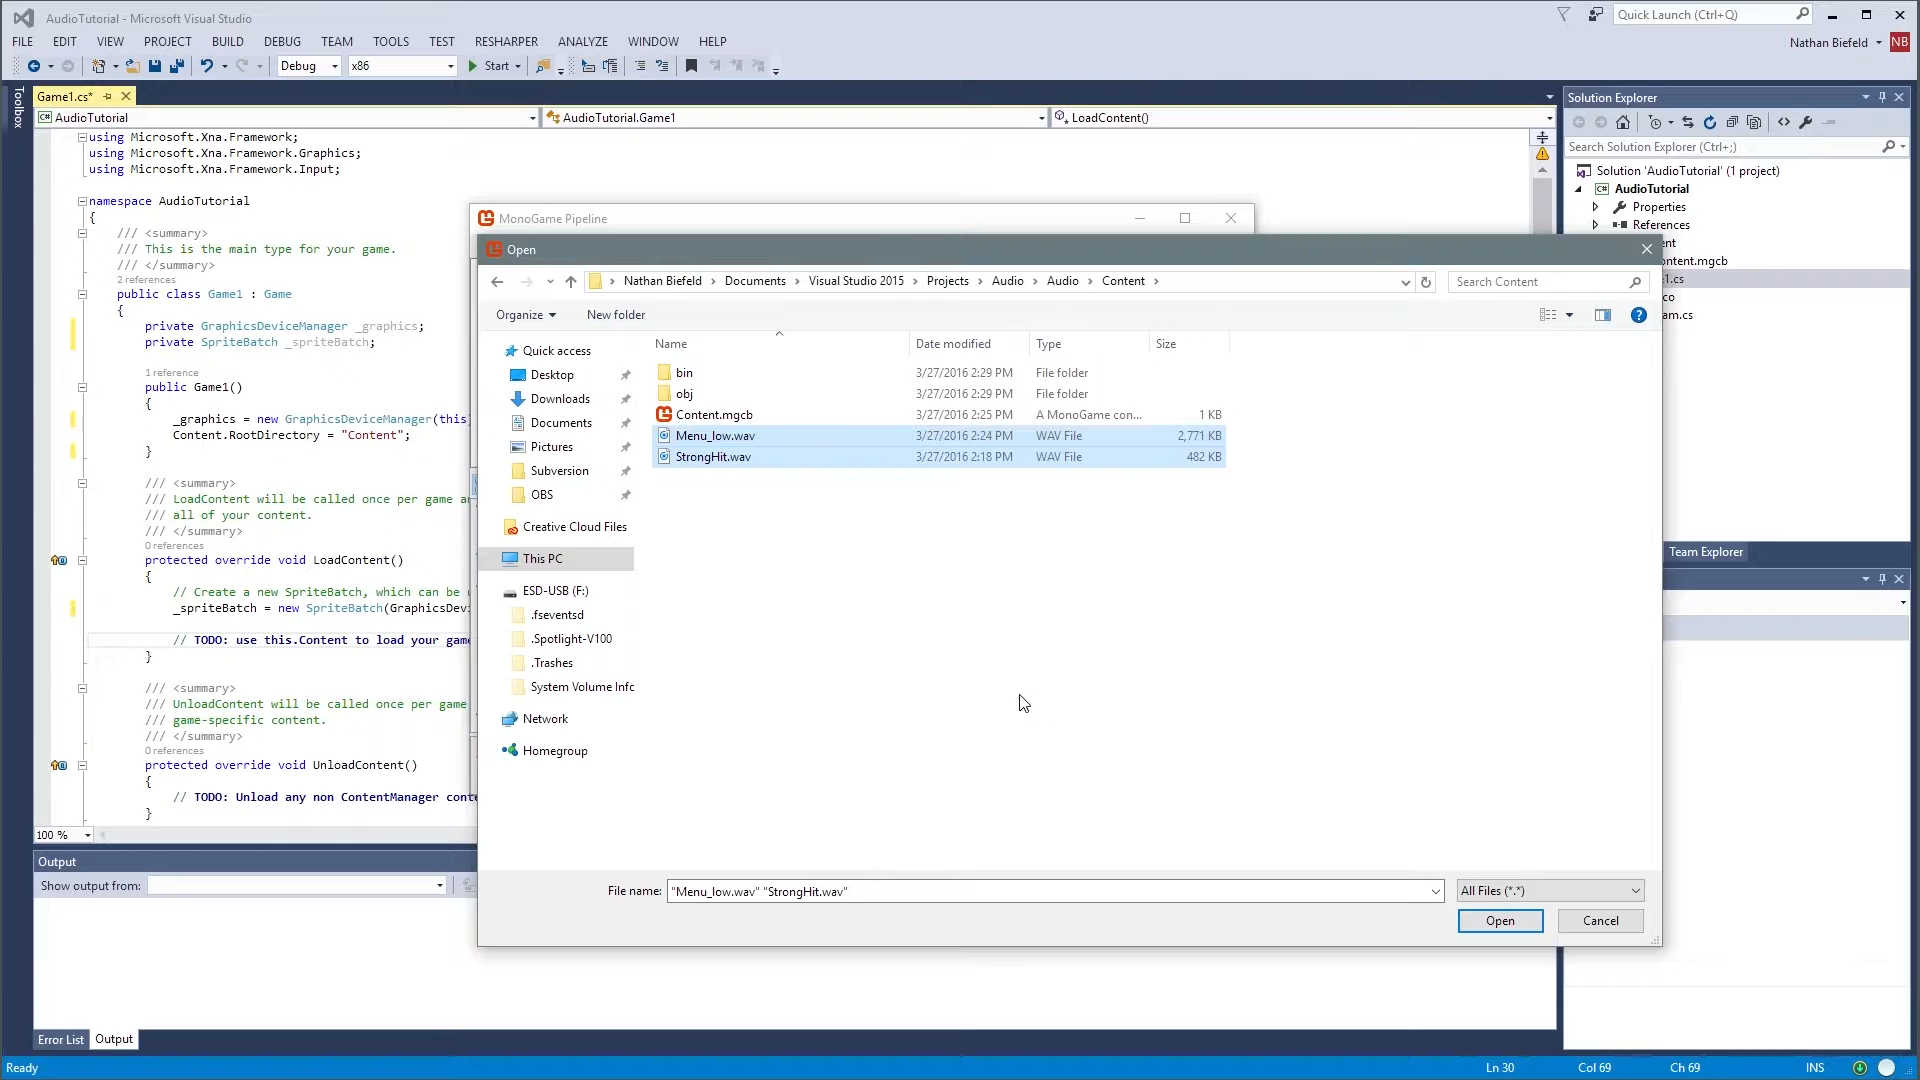 AudioTutorial - Microsoft Visual Studio
Quick Launch (Ctrl+Q)
FILE EDIT VIEW PROJECT BUILD DEBUG TEAM TOOLS TEST RESHARPER ANALYZE WINDOW HELP
Nathan Biefeld NB
Debug x86 Start
Toolbox
Game1.cs*
AudioTutorial AudioTutorial.Game1 LoadContent()
using Microsoft.Xna.Framework;
using Microsoft.Xna.Framework.Graphics;
using Microsoft.Xna.Framework.Input;
namespace AudioTutorial
{
/// <summary>
/// This is the main type for your game.
/// </summary>
2 references
public class Game1 : Game
{
private GraphicsDeviceManager _graphics;
private SpriteBatch _spriteBatch;
1 reference
public Game1()
{
_graphics = new GraphicsDeviceManager(this
Content.RootDirectory = "Content";
}
/// <summary>
/// LoadContent will be called once per game an
/// all of your content.
/// </summary>
0 references
protected override void LoadContent()
{
// Create a new SpriteBatch, which can be
_spriteBatch = new SpriteBatch(GraphicsDevi
// TODO: use this.Content to load your game
}
/// <summary>
/// UnloadContent will be called once per game
/// game-specific content.
/// </summary>
0 references
protected override void UnloadContent()
{
// TODO: Unload any non ContentManager conte
}
100 %
Output
Show output from:
Error List Output
Ready
Ln 30 Col 69 Ch 69 INS
MonoGame Pipeline
Open
Nathan Biefeld Documents Visual Studio 2015 Projects Audio Audio Content
Search Content
Organize New folder
Name Date modified Type Size
bin 3/27/2016 2:29 PM File folder
obj 3/27/2016 2:29 PM File folder
Content.mgcb 3/27/2016 2:25 PM A MonoGame con... 1 KB
Menu_low.wav 3/27/2016 2:24 PM WAV File 2,771 KB
StrongHit.wav 3/27/2016 2:18 PM WAV File 482 KB
Quick access
Desktop
Downloads
Documents
Pictures
Subversion
OBS
Creative Cloud Files
This PC
ESD-USB (F:)
.fseventsd
.Spotlight-V100
.Trashes
System Volume Info
Network
Homegroup
File name: "Menu_low.wav" "StrongHit.wav"
All Files (*.*)
Open Cancel
Solution Explorer
Search Solution Explorer (Ctrl+;)
Solution 'AudioTutorial' (1 project)
C# AudioTutorial
Properties
References
ent
ontent.mgcb
e1.cs
co
am.cs
Team Explorer